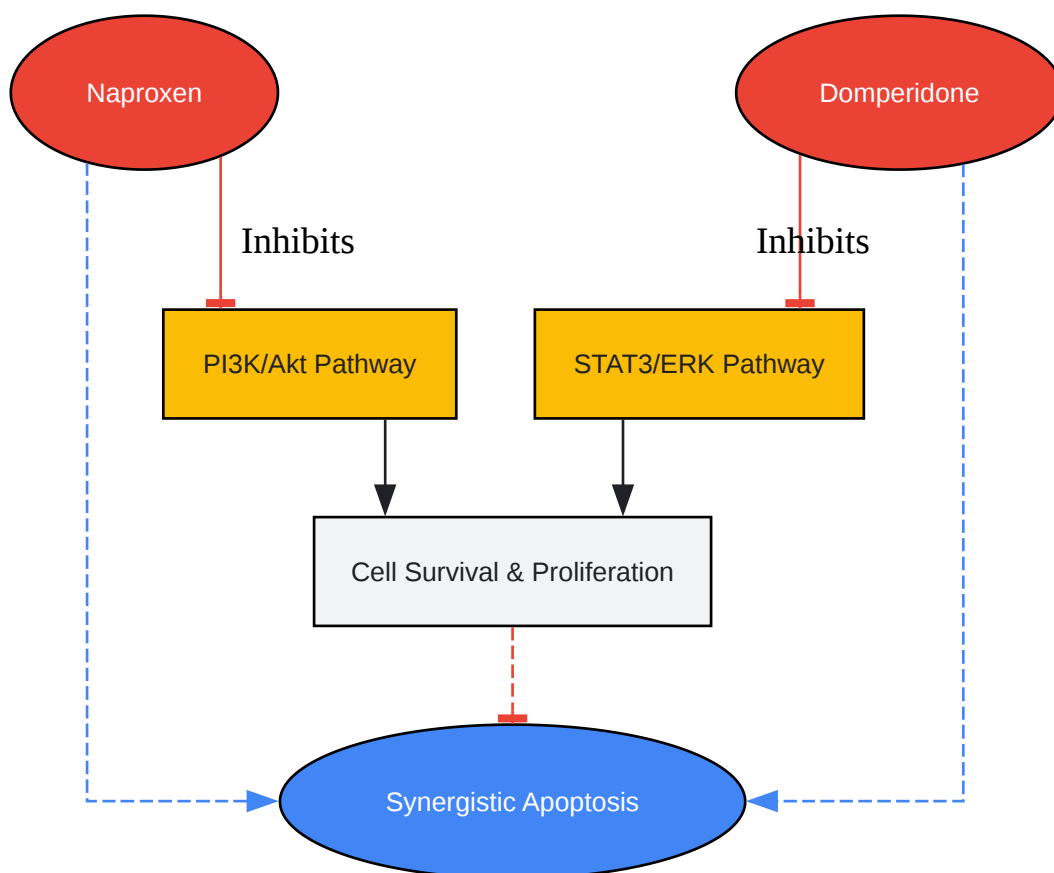 Naproxen
Domperidone
Inhibits
Inhibits
PI3K/Akt Pathway
STAT3/ERK Pathway
Cell Survival & Proliferation
Synergistic Apoptosis